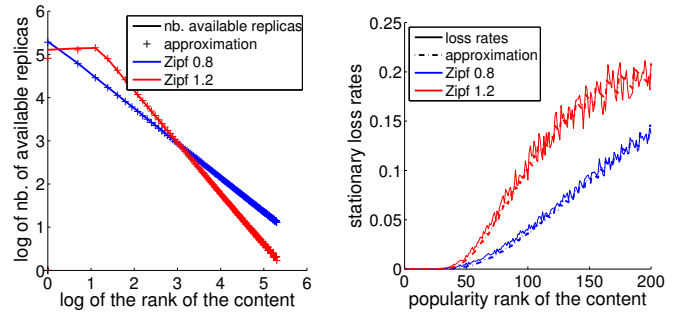 nb. available replicas
approximation
Zipf 0.8
Zipf 1.2
log of nb. of available replicas
6
5
4
3
2
1
0
0 1 2 3 4 5 6
log of the rank of the content
loss rates
approximation
Zipf 0.8
Zipf 1.2
stationary loss rates
0.25
0.2
0.15
0.1
0.05
0
0 50 100 150 200
popularity rank of the content